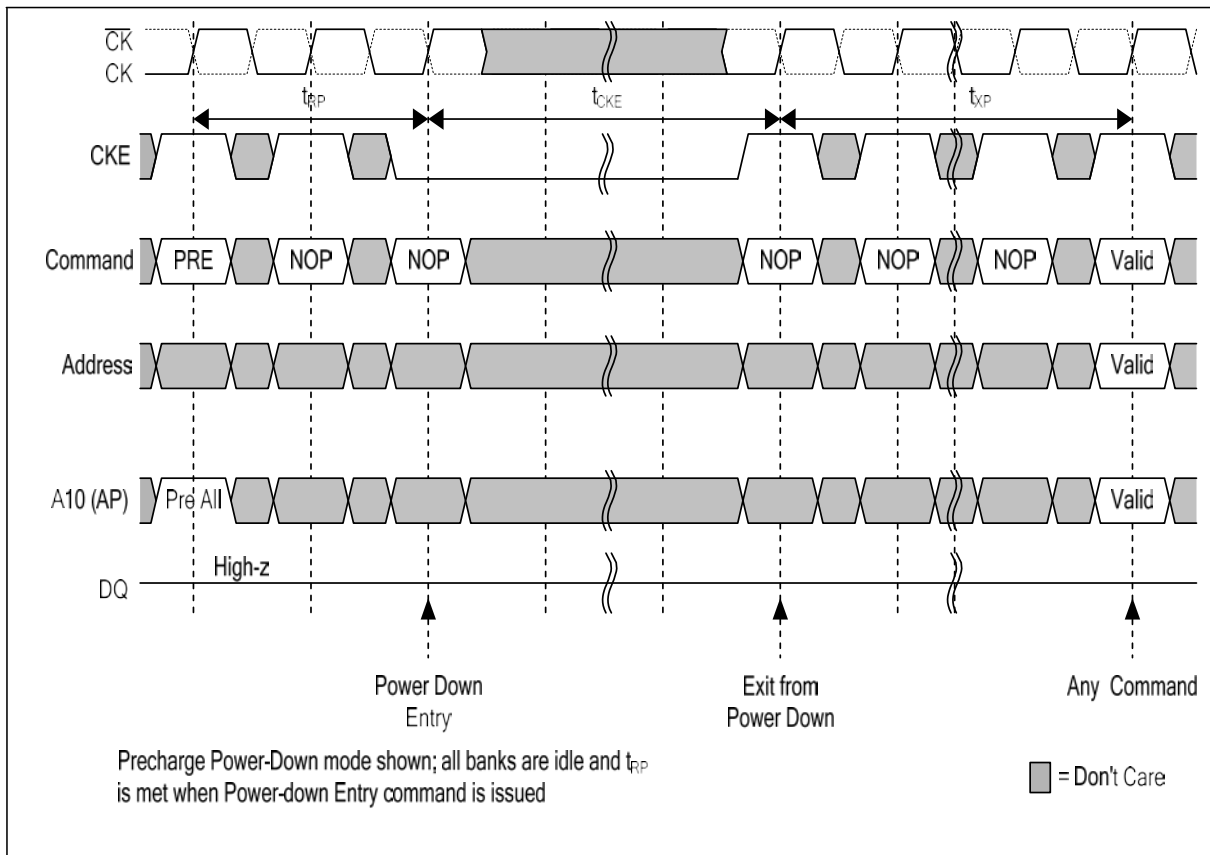 CK
CK
tRP
tCKE
tXP
CKE
Command
PRE
NOP
NOP
NOP
NOP
NOP
Valid
Address
Valid
A10 (AP)
Pre All
Valid
High-z
DQ
Power Down
Entry
Exit from
Power Down
Any Command
Precharge Power-Down mode shown; all banks are idle and tRP
is met when Power-down Entry command is issued
= Don't Care